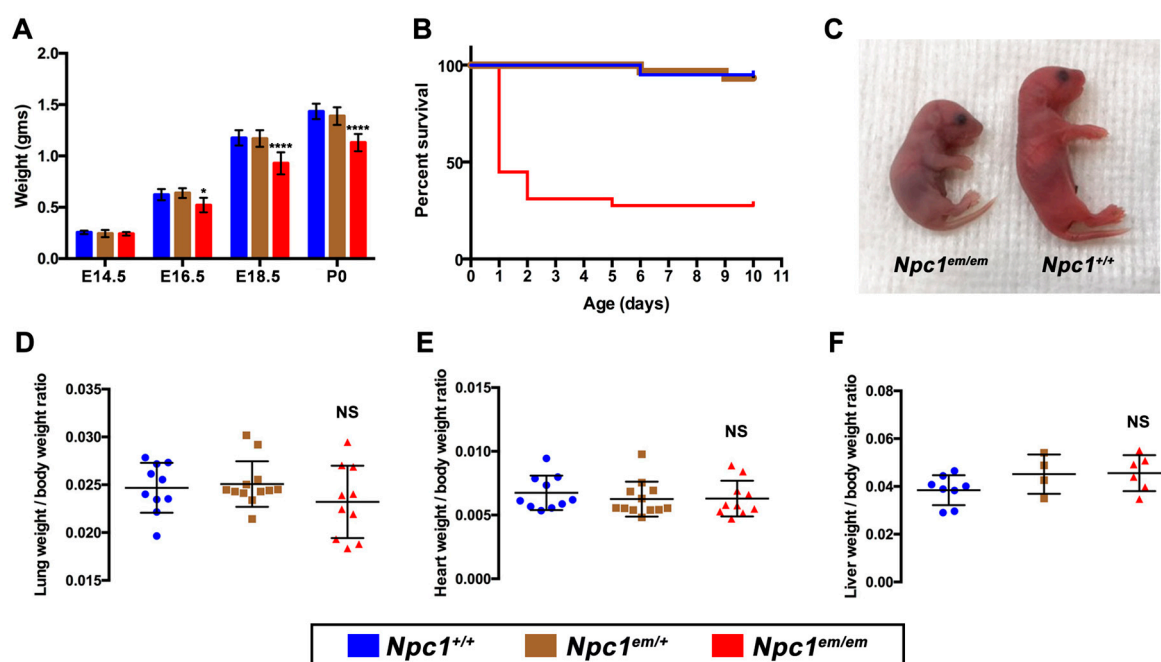 A
Weight (gms)
2.0
1.5
1.0
0.5
0.0
*
****
****
E14.5 E16.5 E18.5 P0
B
Percent survival
100
50
0
0 1 2 3 4 5 6 7 8 9 10 11
Age (days)
C
Npc1em/em Npc1+/+
D
Lung weight / body weight ratio
0.035
0.030
0.025
0.020
0.015
NS
E
Heart weight / body weight ratio
0.015
0.010
0.005
0.000
NS
F
Liver weight / body weight ratio
0.08
0.06
0.04
0.02
0.00
NS
Npc1+/+ Npc1em/+ Npc1em/em